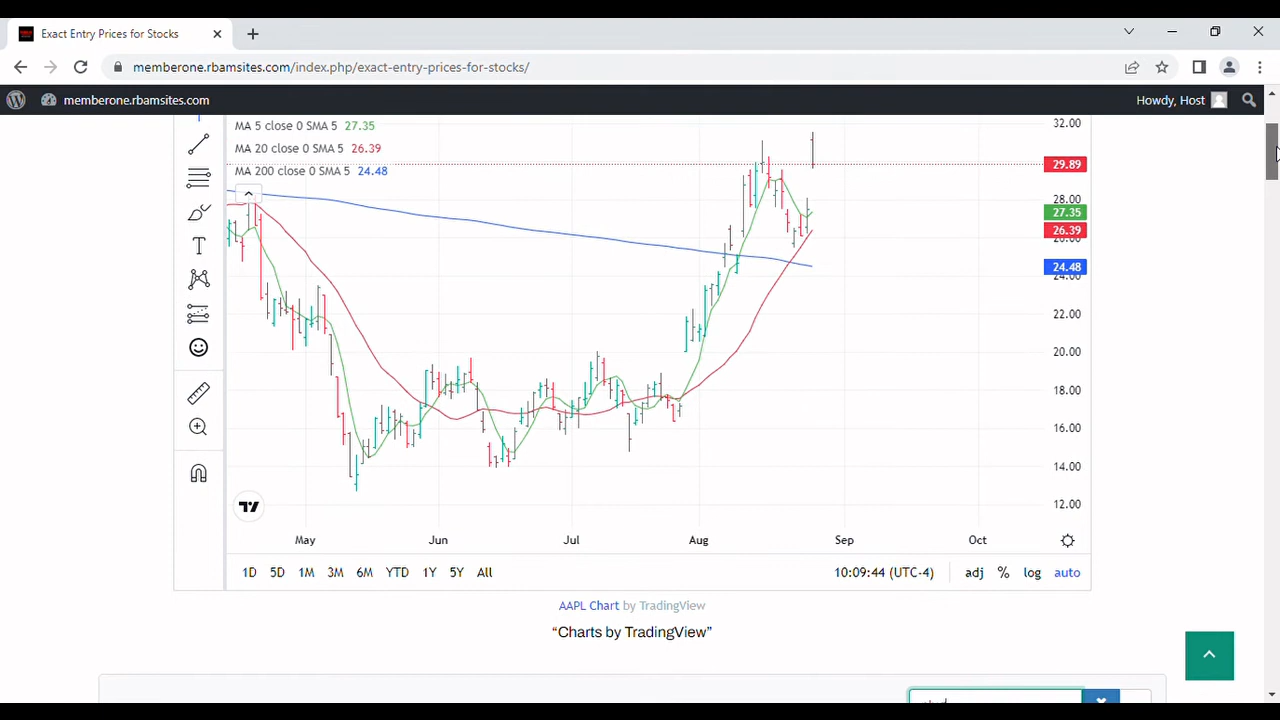 Exact Entry Prices for Stocks
memberone.rbamsites.com/index.php/exact-entry-prices-for-stocks/
memberone.rbamsites.com
Howdy, Host
MA 5 close 0 SMA 5 27.35
MA 20 close 0 SMA 5 26.39
MA 200 close 0 SMA 5 24.48
32.00
29.89
28.00
27.35
26.39
26.00
24.48
24.00
22.00
20.00
18.00
16.00
14.00
12.00
May Jun Jul Aug Sep Oct
1D 5D 1M 3M 6M YTD 1Y 5Y All 10:09:44 (UTC-4) adj % log auto
AAPL Chart by TradingView
“Charts by TradingView”